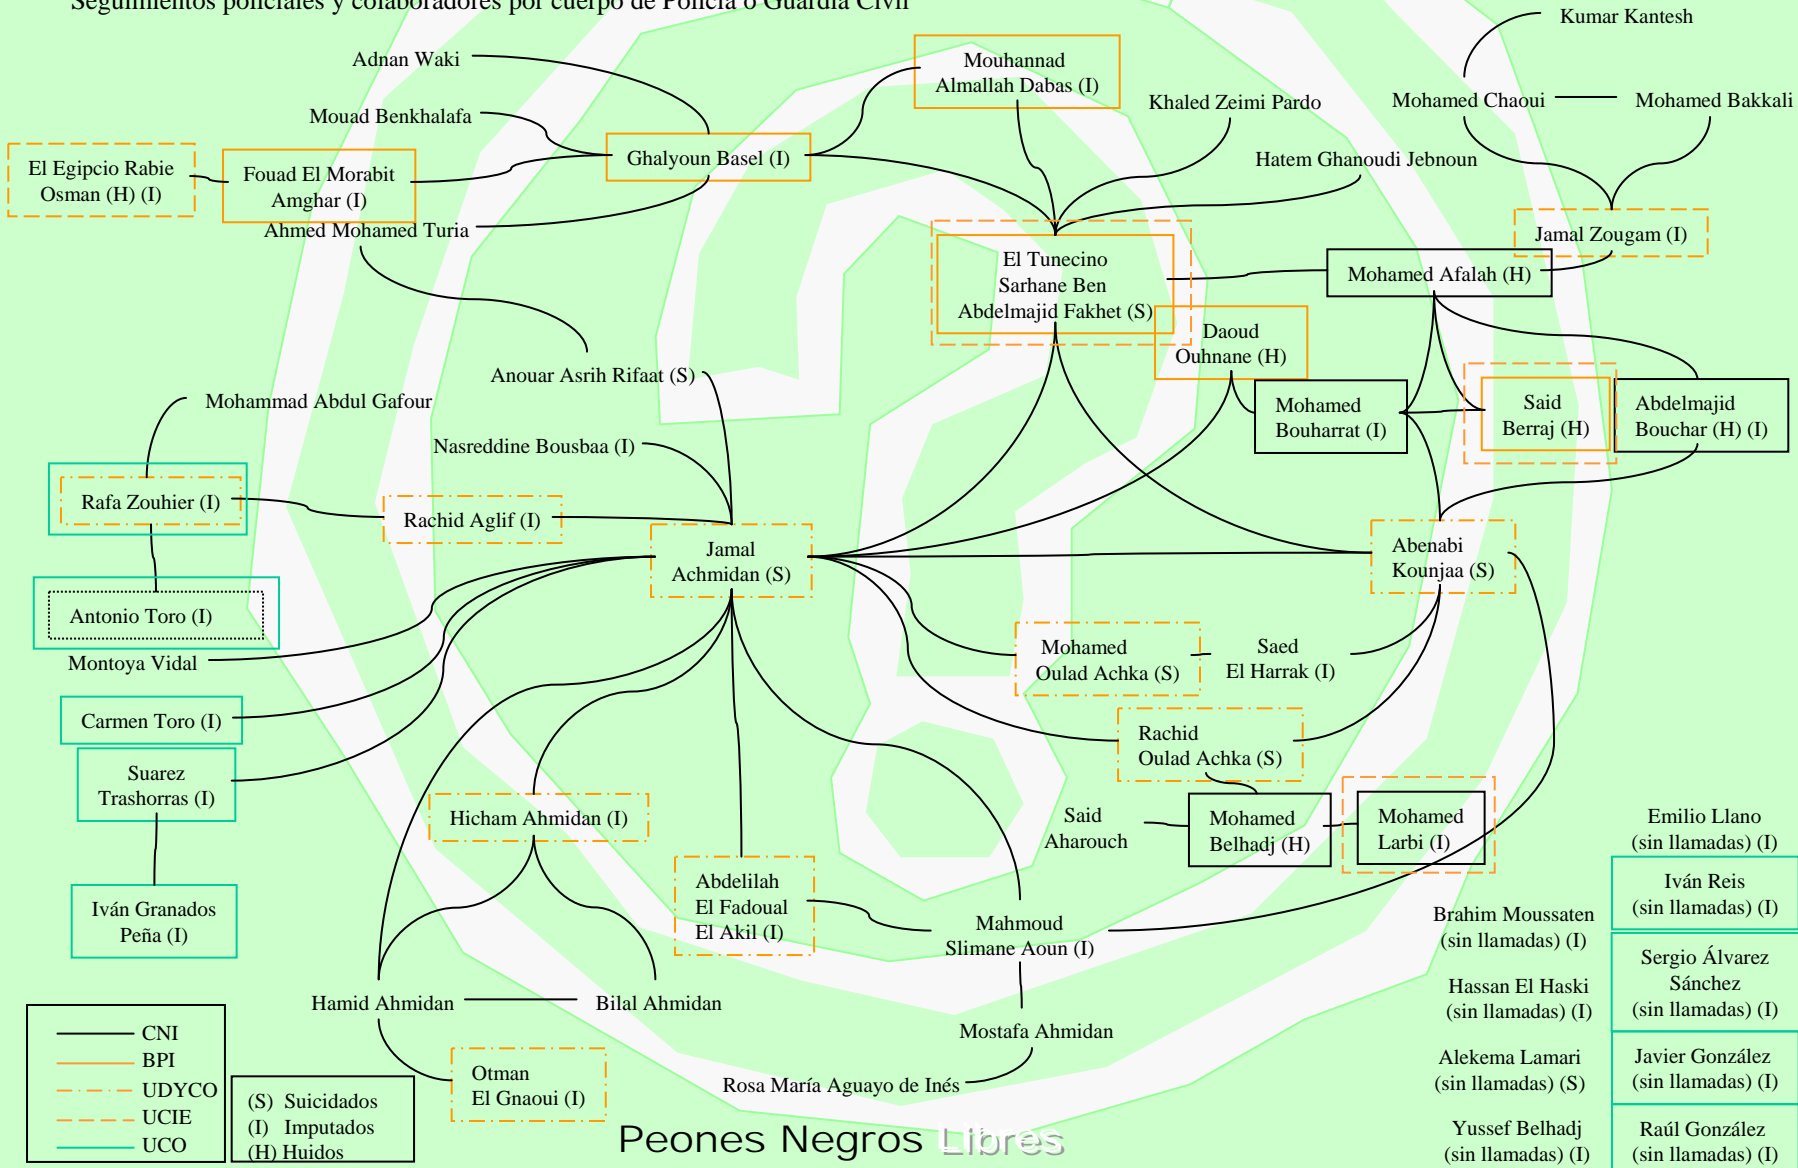 Seguimientos policiales y colaboradores por cuerpo de Policía o Guardia Civil
Kumar Kantesh
Adnan Waki
Mouhannad
Almallah Dabas (I)
Khaled Zeimi Pardo
Mohamed Chaoui
Mohamed Bakkali
Mouad Benkhalafa
Ghalyoun Basel (I)
Hatem Ghanoudi Jebnoun
El Egipcio Rabie
Osman (H) (I)
Fouad El Morabit
Amghar (I)
Ahmed Mohamed Turia
Jamal Zougam (I)
El Tunecino
Sarhane Ben
Abdelmajid Fakhet (S)
Mohamed Afalah (H)
Daoud
Ouhnane (H)
Anouar Asrih Rifaat (S)
Mohammad Abdul Gafour
Mohamed
Bouharrat (I)
Said
Berraj (H)
Abdelmajid
Bouchar (H) (I)
Nasreddine Bousbaa (I)
Rafa Zouhier (I)
Rachid Aglif (I)
Jamal
Achmidan (S)
Abenabi
Kounjaa (S)
Antonio Toro (I)
Montoya Vidal
Mohamed
Oulad Achka (S)
Saed
El Harrak (I)
Carmen Toro (I)
Rachid
Oulad Achka (S)
Suarez
Trashorras (I)
Hicham Ahmidan (I)
Said
Aharouch
Mohamed
Belhadj (H)
Mohamed
Larbi (I)
Emilio Llano
(sin llamadas) (I)
Iván Granados
Peña (I)
Abdelilah
El Fadoual
El Akil (I)
Mahmoud
Slimane Aoun (I)
Iván Reis
(sin llamadas) (I)
Brahim Moussaten
(sin llamadas) (I)
Sergio Álvarez
Sánchez
(sin llamadas) (I)
Hassan El Haski
(sin llamadas) (I)
Hamid Ahmidan
Bilal Ahmidan
Mostafa Ahmidan
Alekema Lamari
(sin llamadas) (S)
Javier González
(sin llamadas) (I)
Otman
El Gnaoui (I)
Rosa María Aguayo de Inés
Yussef Belhadj
(sin llamadas) (I)
Raúl González
(sin llamadas) (I)
CNI
BPI
UDYCO
UCIE
UCO
(S) Suicidados
(I) Imputados
(H) Huidos
Peones Negros Libres